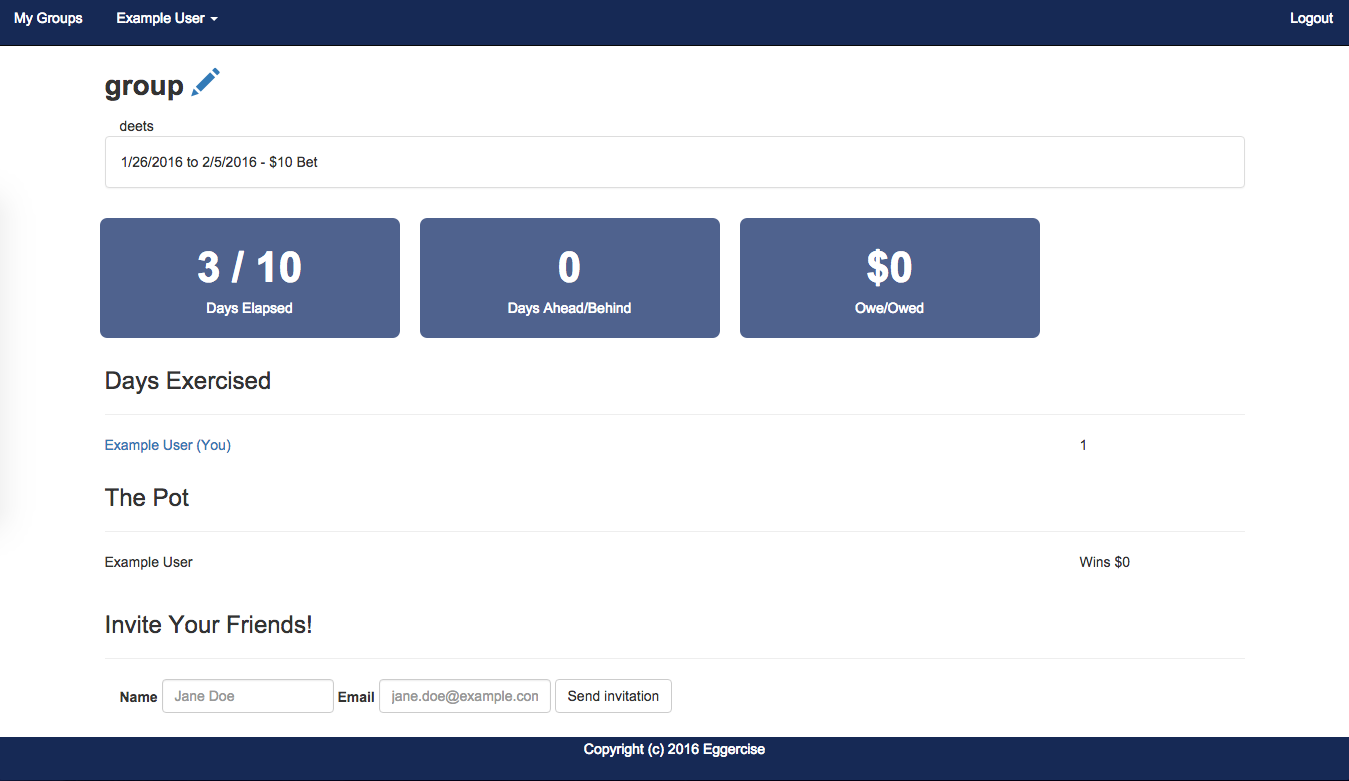 My Groups Example User Logout
group
deets
1/26/2016 to 2/5/2016 - $10 Bet
3 / 10 0 $0
Days Elapsed Days Ahead/Behind Owe/Owed
Days Exercised
Example User (You) 1
The Pot
Example User Wins $0
Invite Your Friends!
Name Jane Doe Email jane.doe@example.con Send invitation
Copyright (c) 2016 Eggercise